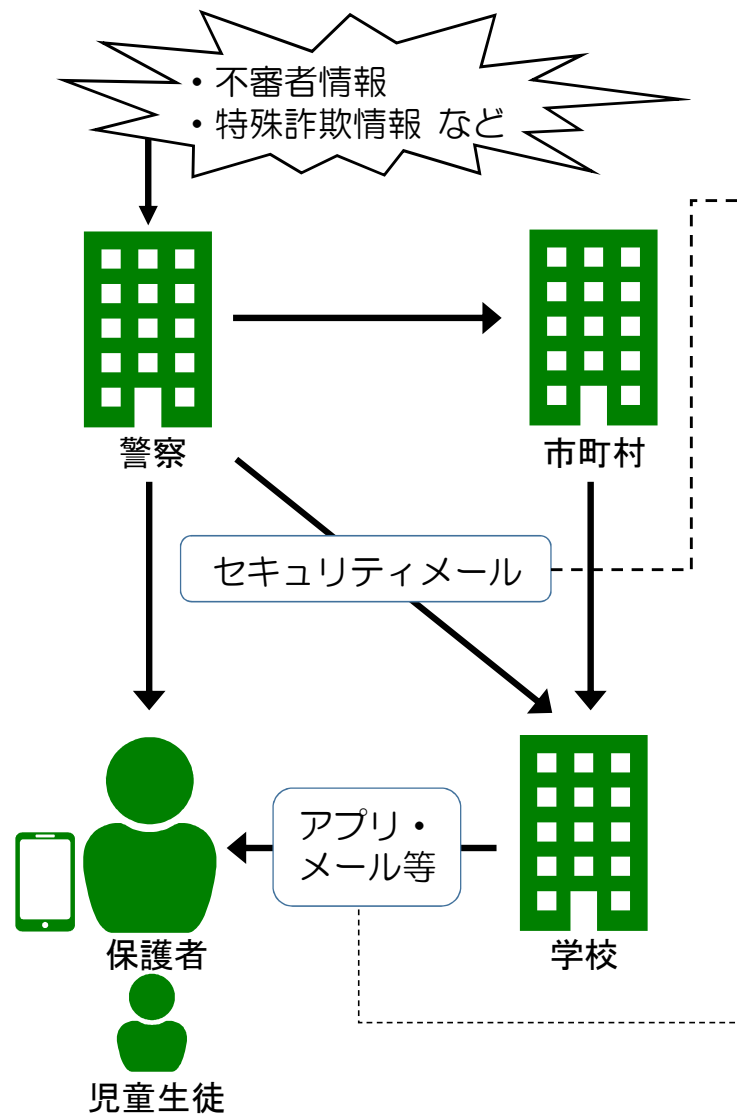 ・不審者情報
・特殊詐欺情報 など
警察
市町村
セキュリティメール
アプリ・
メール等
保護者
学校
児童生徒